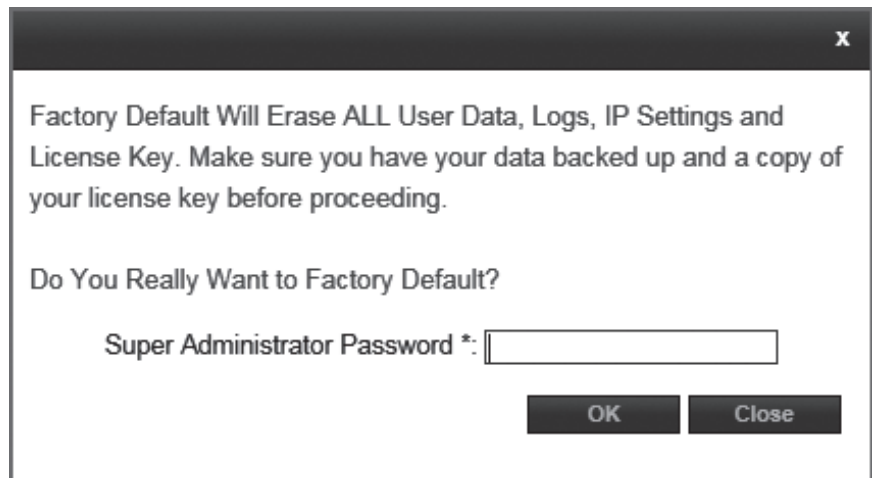 x
Factory Default Will Erase ALL User Data, Logs, IP Settings and
License Key. Make sure you have your data backed up and a copy of
your license key before proceeding.
Do You Really Want to Factory Default?
Super Administrator Password *:
OK Close